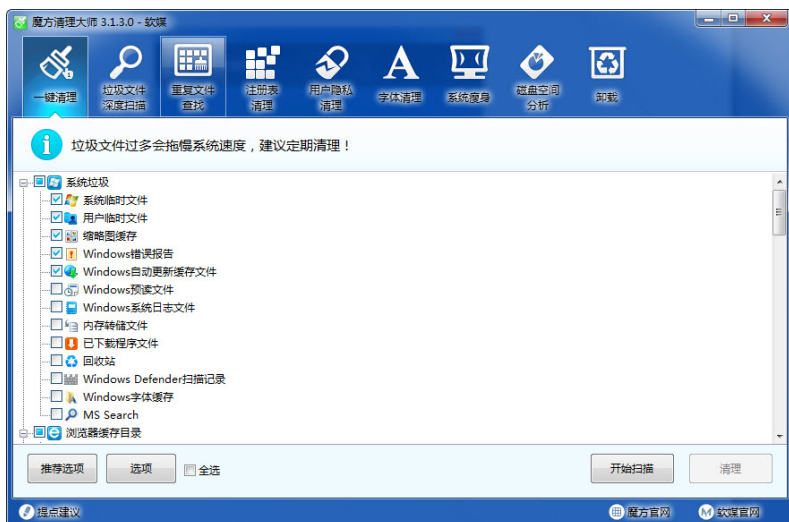 魔方清理大师 3.1.3.0 - 软媒
一键清理
垃圾文件
深度扫描
重复文件
查找
注册表
清理
用户隐私
清理
字体清理
系统瘦身
磁盘空间
分析
卸载
垃圾文件过多会拖慢系统速度，建议定期清理！
系统垃圾
系统临时文件
用户临时文件
缩略图缓存
Windows错误报告
Windows自动更新缓存文件
Windows预读文件
Windows系统日志文件
内存转储文件
已下载程序文件
回收站
Windows Defender扫描记录
Windows字体缓存
MS Search
浏览器缓存目录
推荐选项 选项 全选 开始扫描 清理
提点建议 魔方官网 软媒官网